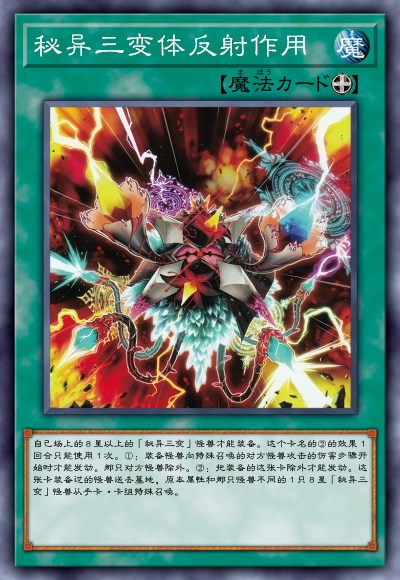 秘异三变体反射作用
魔
【魔法カード】
まほう
自己场上的8星以上的「秘异三变」怪兽才能装备。这个卡名的②的效果1
回合只能使用1次。①：装备怪兽向特殊召唤的对方怪兽攻击的伤害步骤开
始时才能发动。那只对方怪兽除外。②：把装备的这张卡除外才能发动。这
张卡装备过的怪兽送去墓地。原本属性和那只怪兽不同的1只8星「秘异三
变」怪兽从手卡·卡组特殊召唤。